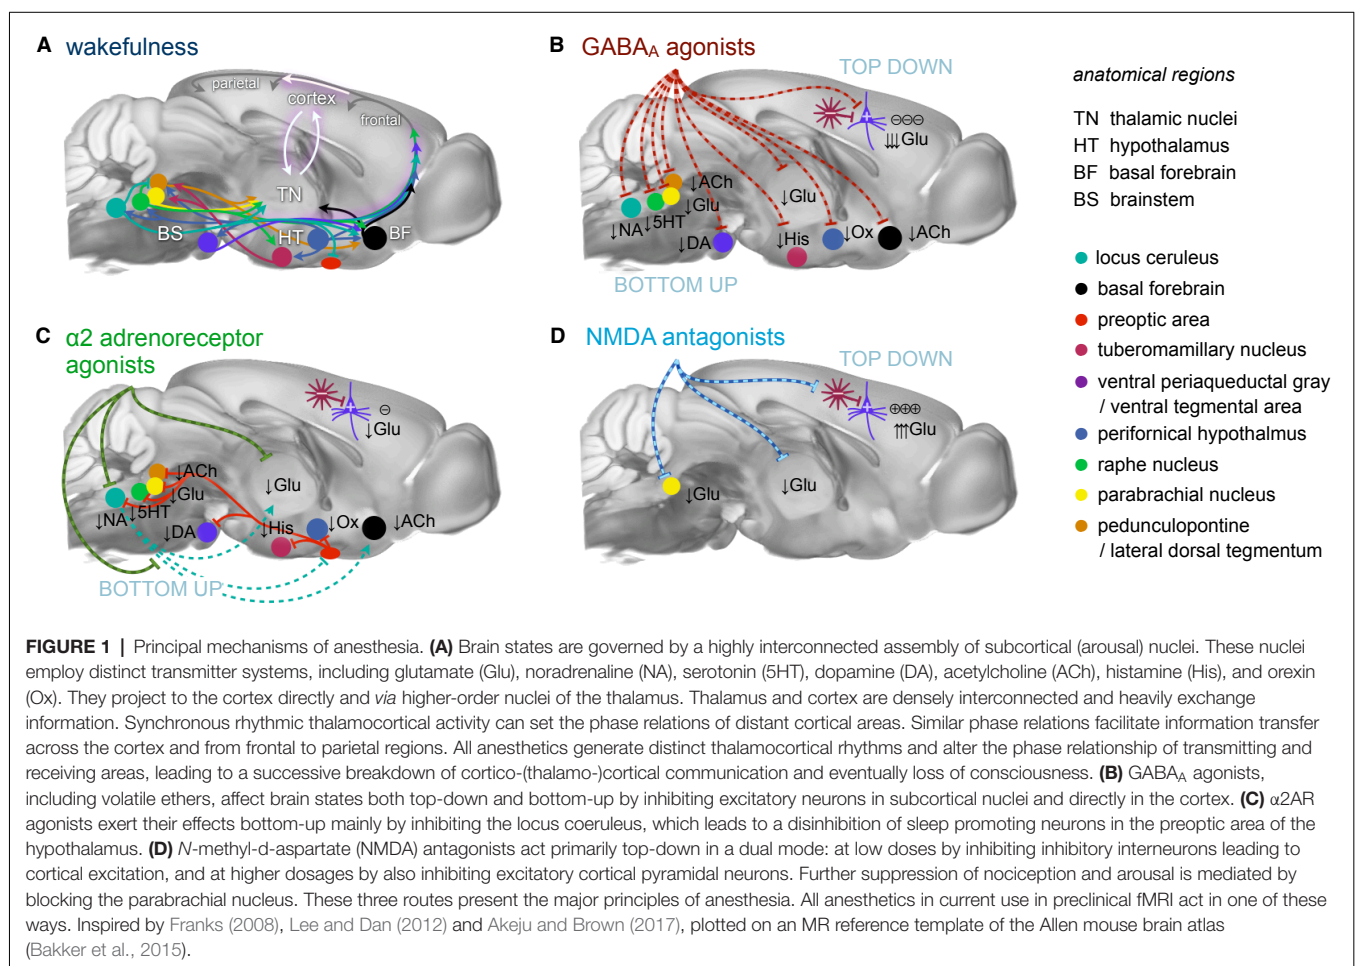 A wakefulness
parietal
cortex
frontal
TN
BS
HT
BF
B GABAA agonists
TOP DOWN
⊖⊖⊖
↓↓↓Glu
↓ACh
↓Glu
↓5HT
↓NA
↓DA
↓Glu
↓His
↓Ox
↓ACh
BOTTOM UP
C α2 adrenoreceptor
agonists
⊖
↓Glu
↓ACh
↓Glu
↓5HT
↓NA
↓DA
↓Glu
↓His
↓Ox
↓ACh
BOTTOM UP
D NMDA antagonists
TOP DOWN
⊕⊕⊕
↑↑↑Glu
↓Glu
↓Glu
anatomical regions
TN thalamic nuclei
HT hypothalamus
BF basal forebrain
BS brainstem
locus ceruleus
basal forebrain
preoptic area
tuberomamillary nucleus
ventral periaqueductal gray
/ ventral tegmental area
perifornical hypothalmus
raphe nucleus
parabrachial nucleus
pedunculopontine
/ lateral dorsal tegmentum
FIGURE 1 | Principal mechanisms of anesthesia. (A) Brain states are governed by a highly interconnected assembly of subcortical (arousal) nuclei. These nuclei
employ distinct transmitter systems, including glutamate (Glu), noradrenaline (NA), serotonin (5HT), dopamine (DA), acetylcholine (ACh), histamine (His), and orexin
(Ox). They project to the cortex directly and via higher-order nuclei of the thalamus. Thalamus and cortex are densely interconnected and heavily exchange
information. Synchronous rhythmic thalamocortical activity can set the phase relations of distant cortical areas. Similar phase relations facilitate information transfer
across the cortex and from frontal to parietal regions. All anesthetics generate distinct thalamocortical rhythms and alter the phase relationship of transmitting and
receiving areas, leading to a successive breakdown of cortico-(thalamo-)cortical communication and eventually loss of consciousness. (B) GABAA agonists,
including volatile ethers, affect brain states both top-down and bottom-up by inhibiting excitatory neurons in subcortical nuclei and directly in the cortex. (C) α2AR
agonists exert their effects bottom-up mainly by inhibiting the locus coeruleus, which leads to a disinhibition of sleep promoting neurons in the preoptic area of the
hypothalamus. (D) N-methyl-d-aspartate (NMDA) antagonists act primarily top-down in a dual mode: at low doses by inhibiting inhibitory interneurons leading to
cortical excitation, and at higher dosages by also inhibiting excitatory cortical pyramidal neurons. Further suppression of nociception and arousal is mediated by
blocking the parabrachial nucleus. These three routes present the major principles of anesthesia. All anesthetics in current use in preclinical fMRI act in one of these
ways. Inspired by Franks (2008), Lee and Dan (2012) and Akeju and Brown (2017), plotted on an MR reference template of the Allen mouse brain atlas
(Bakker et al., 2015).